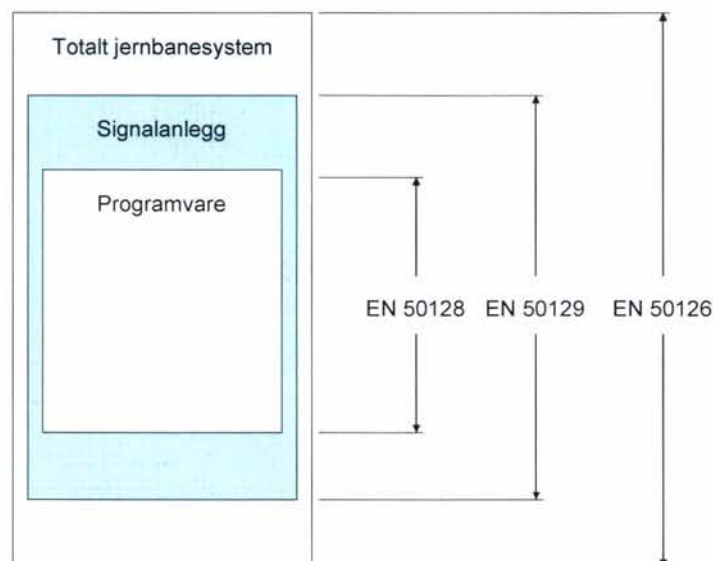 Totalt jernbanesystem
Signalanlegg
Programvare
EN 50128 EN 50129 EN 50126